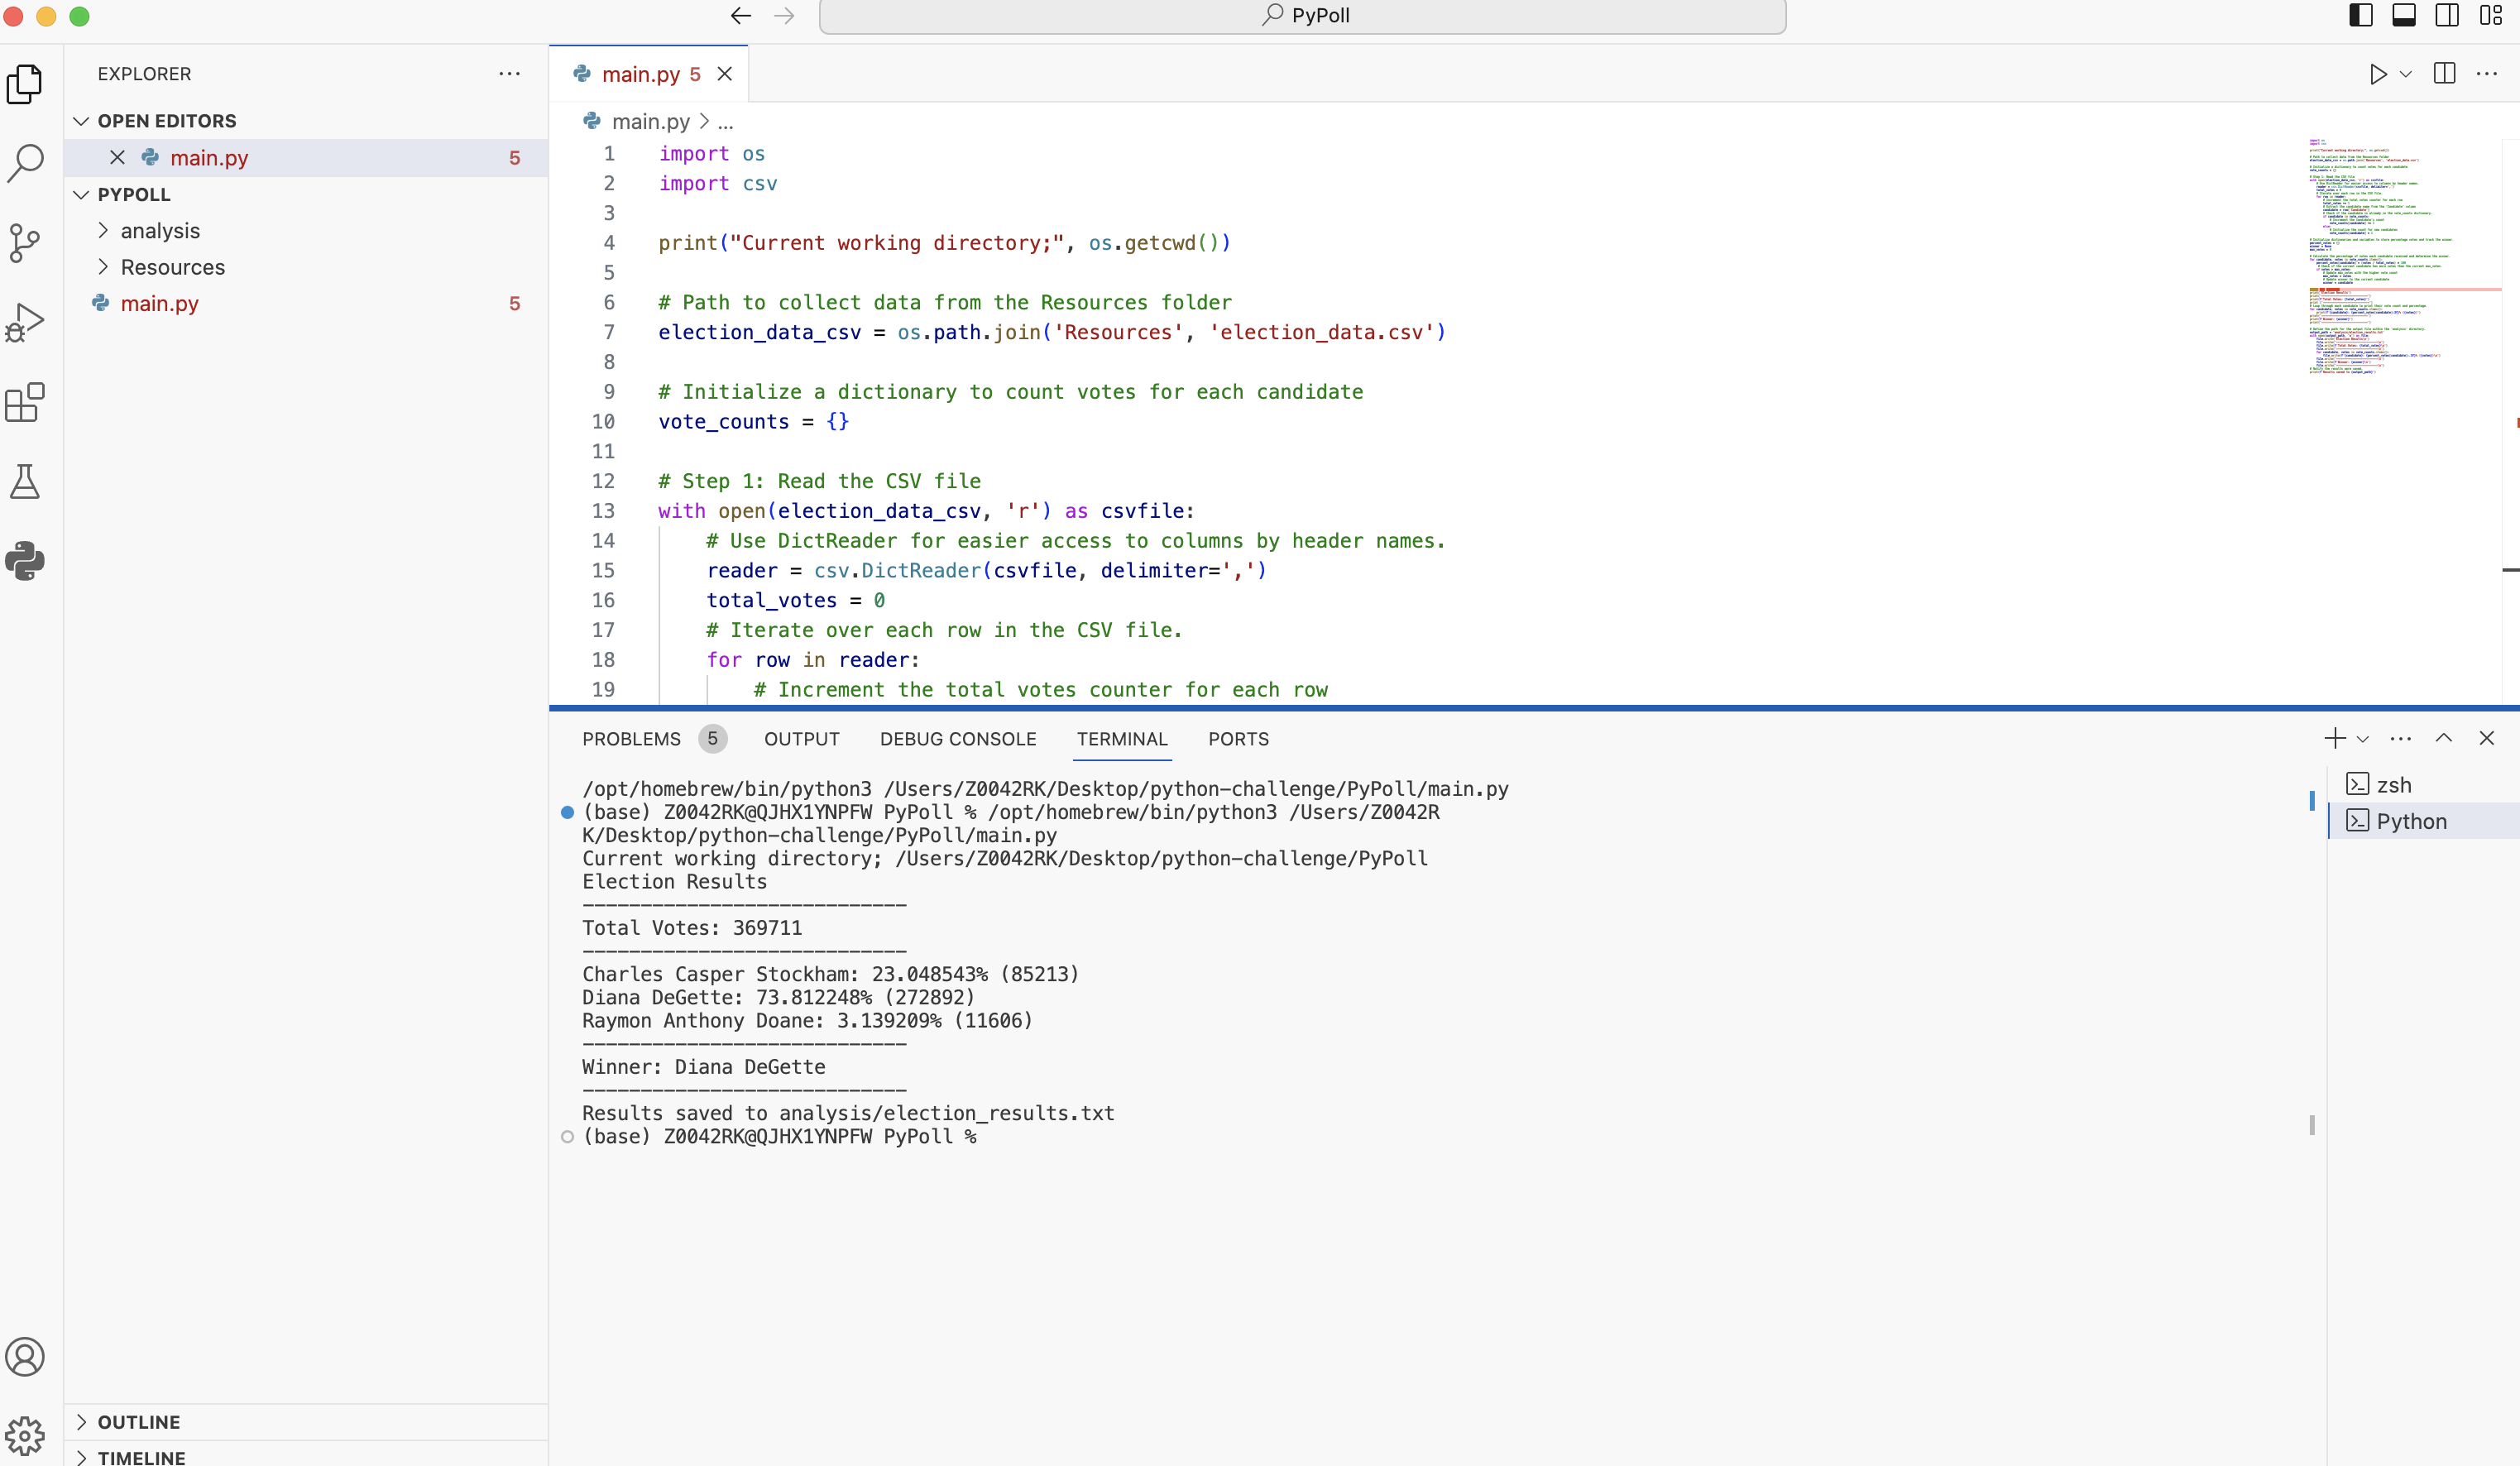 PyPoll
EXPLORER
OPEN EDITORS
main.py 5
PYPOLL
analysis
Resources
main.py 5
OUTLINE
TIMELINE
main.py 5
main.py > ...
1 import os
2 import csv
3
4 print("Current working directory;", os.getcwd())
5
6 # Path to collect data from the Resources folder
7 election_data_csv = os.path.join('Resources', 'election_data.csv')
8
9 # Initialize a dictionary to count votes for each candidate
10 vote_counts = {}
11
12 # Step 1: Read the CSV file
13 with open(election_data_csv, 'r') as csvfile:
14 # Use DictReader for easier access to columns by header names.
15 reader = csv.DictReader(csvfile, delimiter=',')
16 total_votes = 0
17 # Iterate over each row in the CSV file.
18 for row in reader:
19 # Increment the total votes counter for each row
PROBLEMS 5 OUTPUT DEBUG CONSOLE TERMINAL PORTS
/opt/homebrew/bin/python3 /Users/Z0042RK/Desktop/python-challenge/PyPoll/main.py
(base) Z0042RK@QJHX1YNPFW PyPoll % /opt/homebrew/bin/python3 /Users/Z0042R
K/Desktop/python-challenge/PyPoll/main.py
Current working directory; /Users/Z0042RK/Desktop/python-challenge/PyPoll
Election Results
----------------------------
Total Votes: 369711
----------------------------
Charles Casper Stockham: 23.048543% (85213)
Diana DeGette: 73.812248% (272892)
Raymon Anthony Doane: 3.139209% (11606)
----------------------------
Winner: Diana DeGette
----------------------------
Results saved to analysis/election_results.txt
(base) Z0042RK@QJHX1YNPFW PyPoll %
zsh
Python